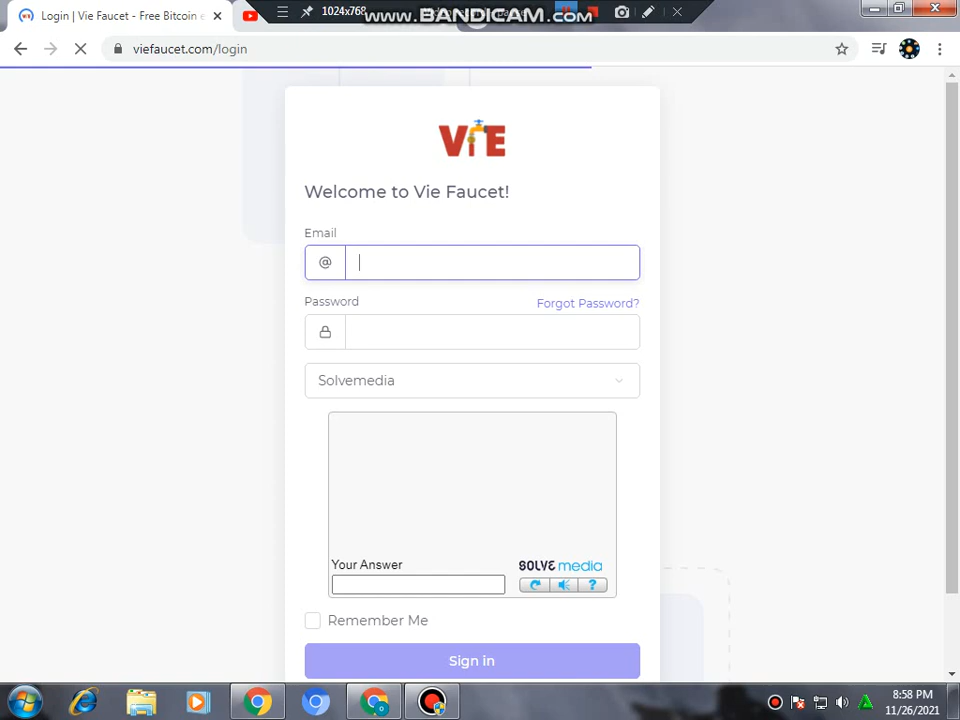 Login | Vie Faucet - Free Bitcoin e
1024x768
www.BANDICAM.com
viefaucet.com/login
ViE
Welcome to Vie Faucet!
Email
@
Password
Forgot Password?
Solvemedia
Your Answer
SOLVE media
?
Remember Me
Sign in
8:58 PM
11/26/2021